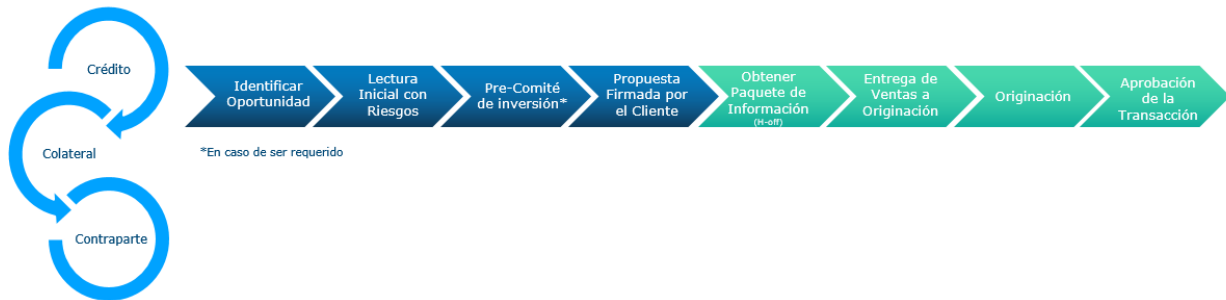 Crédito
Colateral
Contraparte
Identificar
Oportunidad
Lectura
Inicial con
Riesgos
Pre-Comité
de inversión*
Propuesta
Firmada por
el Cliente
Obtener
Paquete de
Información
(H-off)
Entrega de
Ventas a
Originación
Originación
Aprobación
de la
Transacción
*En caso de ser requerido